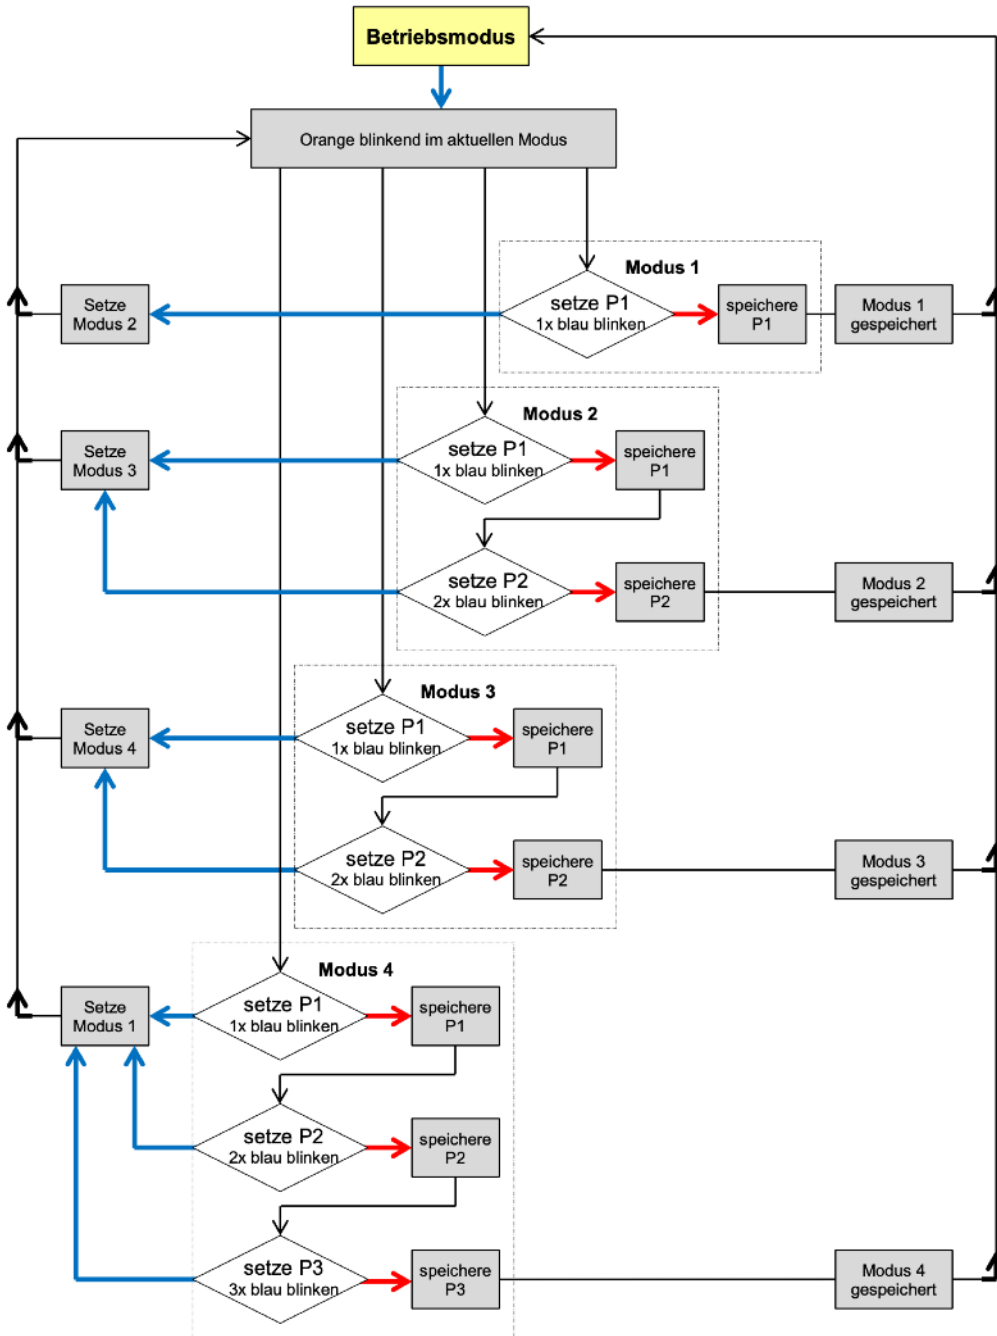 Betriebsmodus
Orange blinkend im aktuellen Modus
Modus 1
Setze
Modus 2
setze P1
1x blau blinken
speichere
P1
Modus 1
gespeichert
Modus 2
Setze
Modus 3
setze P1
1x blau blinken
speichere
P1
setze P2
2x blau blinken
speichere
P2
Modus 2
gespeichert
Modus 3
Setze
Modus 4
setze P1
1x blau blinken
speichere
P1
setze P2
2x blau blinken
speichere
P2
Modus 3
gespeichert
Modus 4
Setze
Modus 1
setze P1
1x blau blinken
speichere
P1
setze P2
2x blau blinken
speichere
P2
setze P3
3x blau blinken
speichere
P3
Modus 4
gespeichert